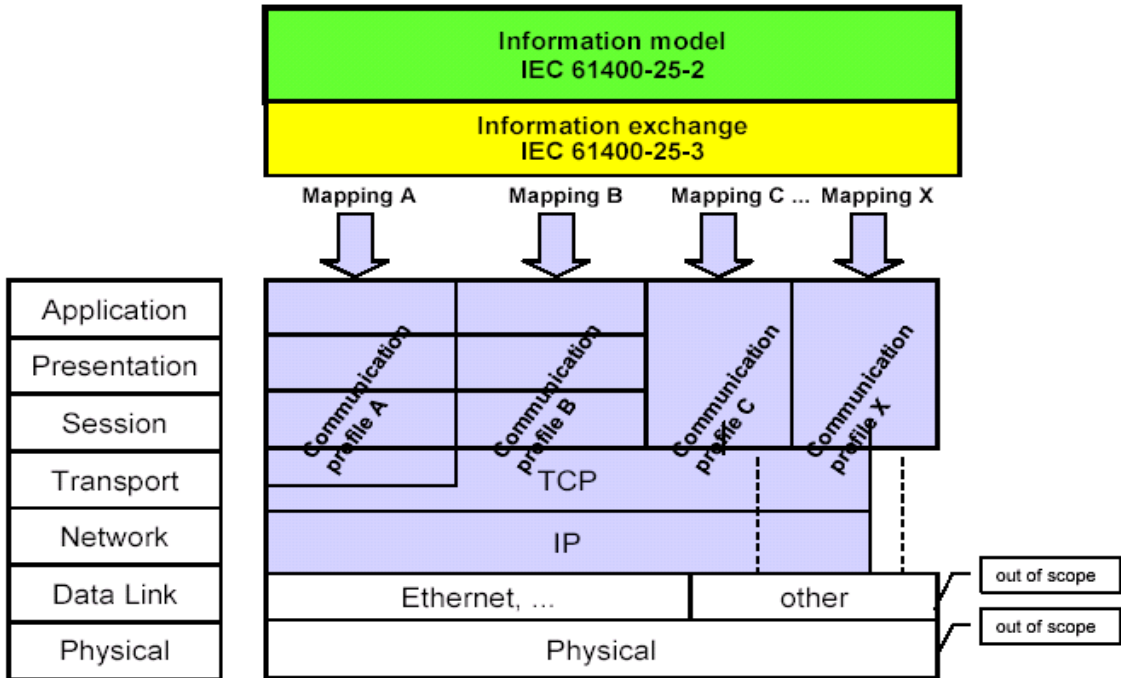 Information model
IEC 61400-25-2
Information exchange
IEC 61400-25-3
Mapping A
Mapping B
Mapping C ...
Mapping X
Application
Presentation
Session
Transport
Network
Data Link
Physical
Communication
profile A
Communication
profile B
Communication
profile C
Communication
profile X
TCP
IP
Ethernet, ...
other
Physical
out of scope
out of scope